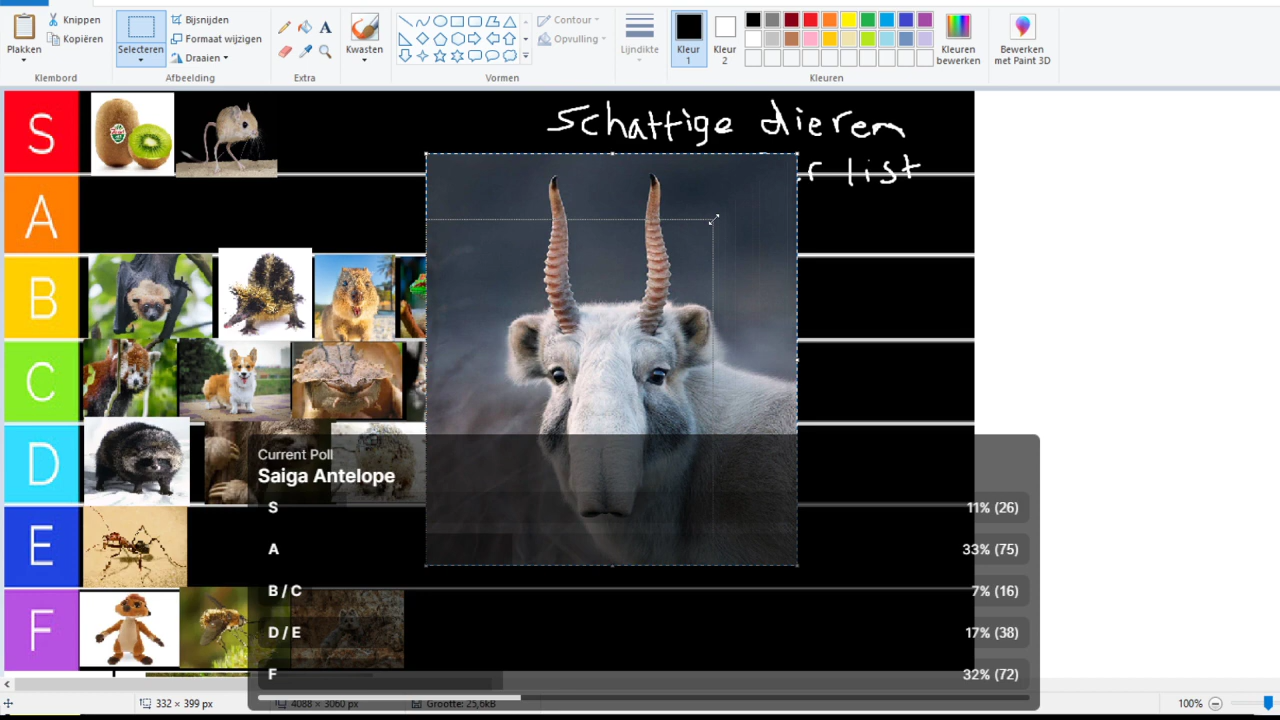 Plakken
Knippen
Kopiëren
Klembord
Selecteren
Bijsnijden
Formaat wijzigen
Draaien
Afbeelding
A
Extra
Kwasten
Vormen
Contour
Opvulling
Lijndikte
Kleur
1
Kleur
2
Kleuren
Kleuren
bewerken
Bewerken
met Paint 3D
Schattige dieren
list
S
A
B
C
D
E
F
Current Poll
Saiga Antelope
S 11% (26)
A 33% (75)
B / C 7% (16)
D / E 17% (38)
F 32% (72)
332 × 399 px
4088 × 3060 px
Grootte: 25,6kB
100%